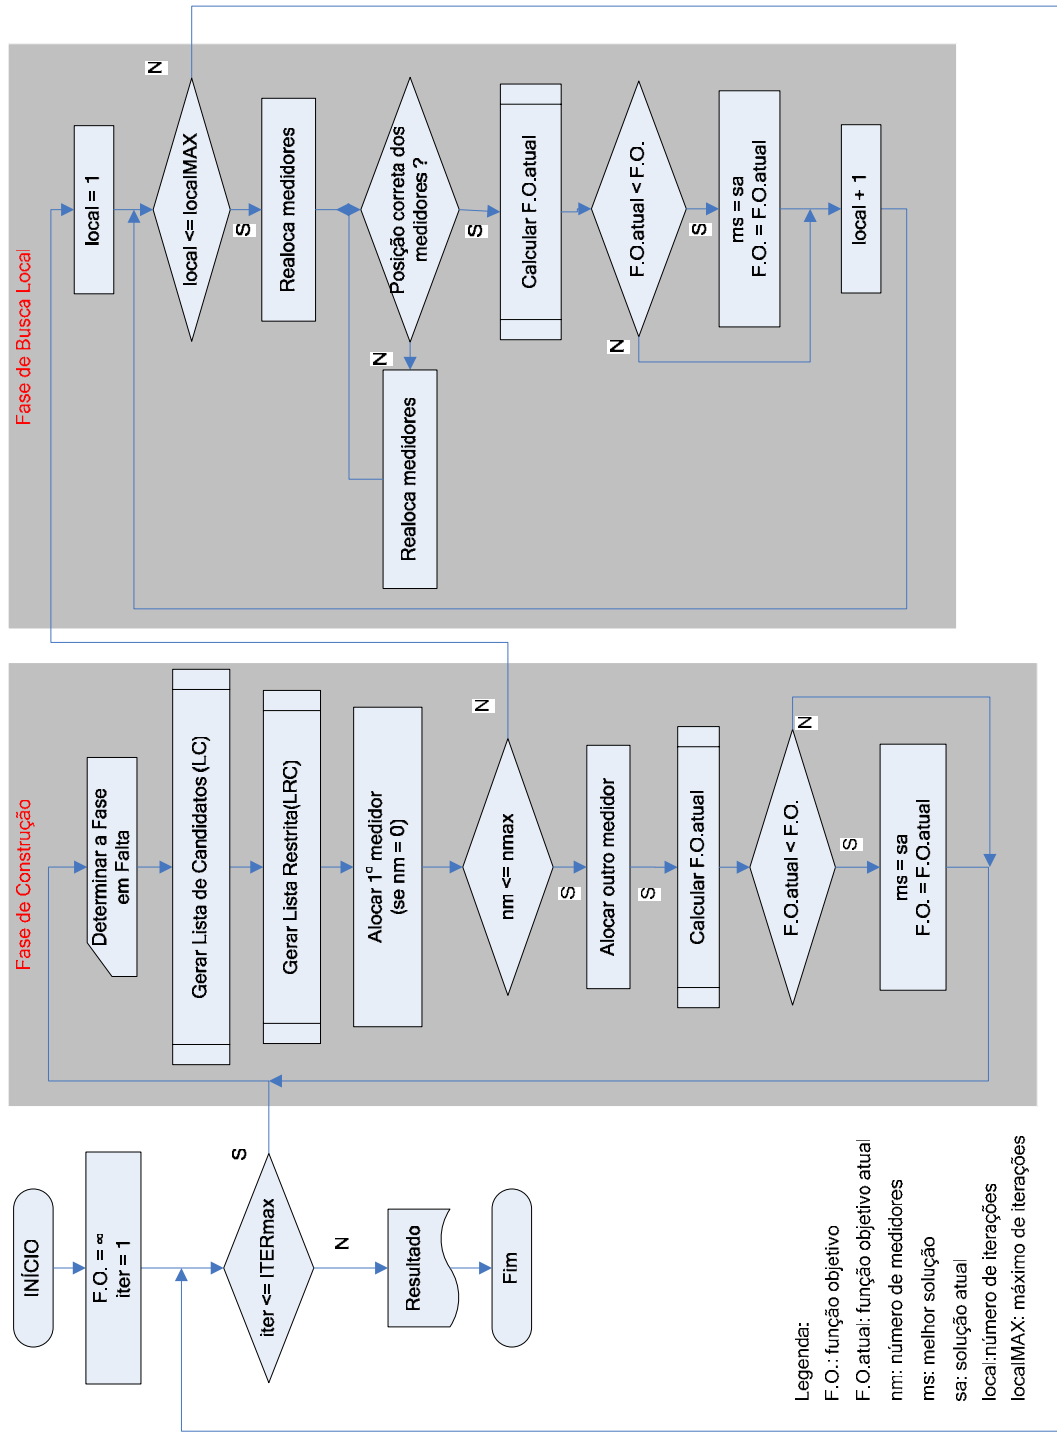 INÍCIO
F.O. = ∞
iter = 1
iter <= ITERmax
S
N
Resultado
Fim
Legenda:
F.O.: função objetivo
F.O.atual: função objetivo atual
nm: número de medidores
ms: melhor solução
sa: solução atual
local:número de iterações
localMAX: máximo de iterações
Fase de Construção
Determinar a Fase
em Falta
Gerar Lista de Candidatos (LC)
Gerar Lista Restrita(LRC)
Alocar 1º medidor
(se nm = 0)
nm <= nmax
N
S
Alocar outro medidor
S
Calcular F.O.atual
F.O.atual < F.O.
N
S
ms = sa
F.O. = F.O.atual
Fase de Busca Local
local = 1
local <= localMAX
N
S
Realoca medidores
Posição correta dos
medidores ?
N
Realoca medidores
S
Calcular F.O.atual
F.O.atual < F.O.
N
S
ms = sa
F.O. = F.O.atual
local + 1